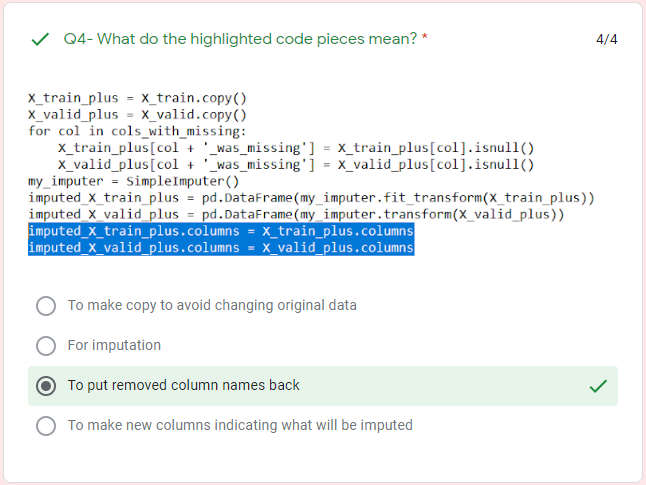 Q4- What do the highlighted code pieces mean? *
4/4
X_train_plus = X_train.copy()
X_valid_plus = X_valid.copy()
for col in cols_with_missing:
    X_train_plus[col + '_was_missing'] = X_train_plus[col].isnull()
    X_valid_plus[col + '_was_missing'] = X_valid_plus[col].isnull()
my_imputer = SimpleImputer()
imputed_X_train_plus = pd.DataFrame(my_imputer.fit_transform(X_train_plus))
imputed_X_valid_plus = pd.DataFrame(my_imputer.transform(X_valid_plus))
imputed_X_train_plus.columns = X_train_plus.columns
imputed_X_valid_plus.columns = X_valid_plus.columns
To make copy to avoid changing original data
For imputation
To put removed column names back
To make new columns indicating what will be imputed